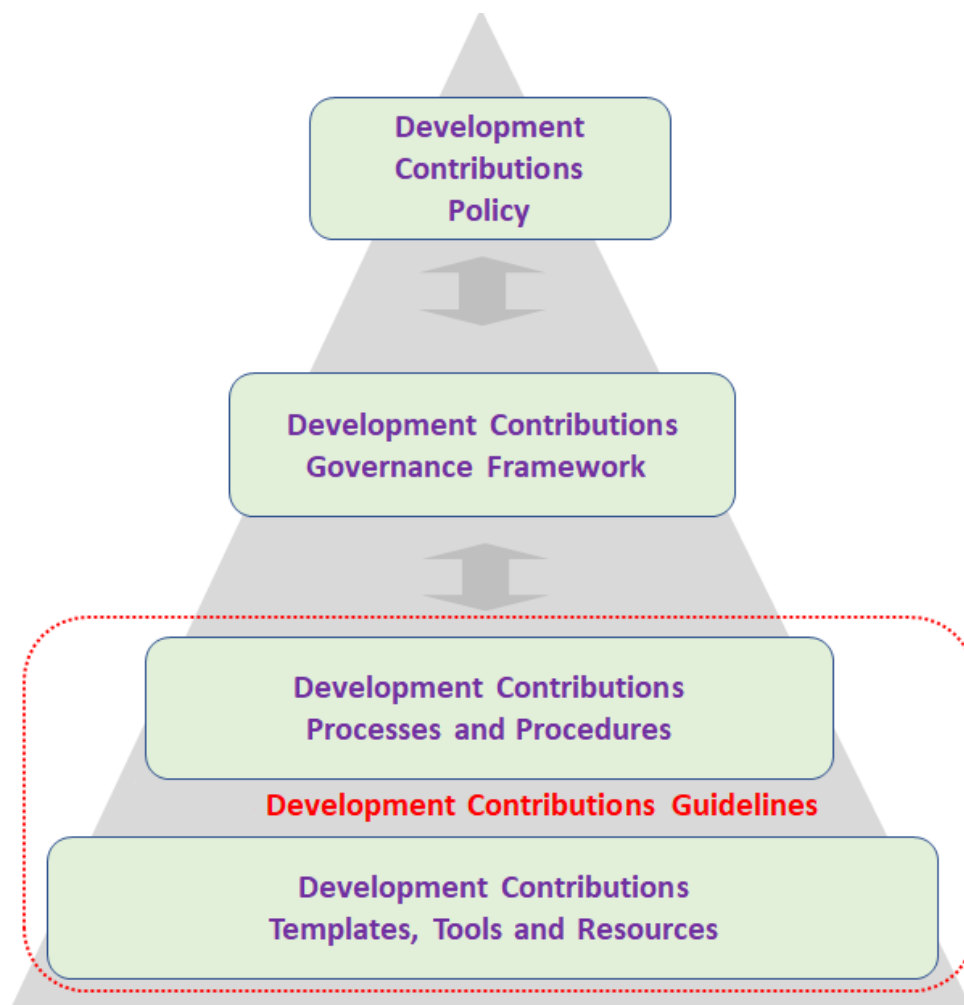 Development
Contributions
Policy
Development Contributions
Governance Framework
Development Contributions
Processes and Procedures
Development Contributions Guidelines
Development Contributions
Templates, Tools and Resources